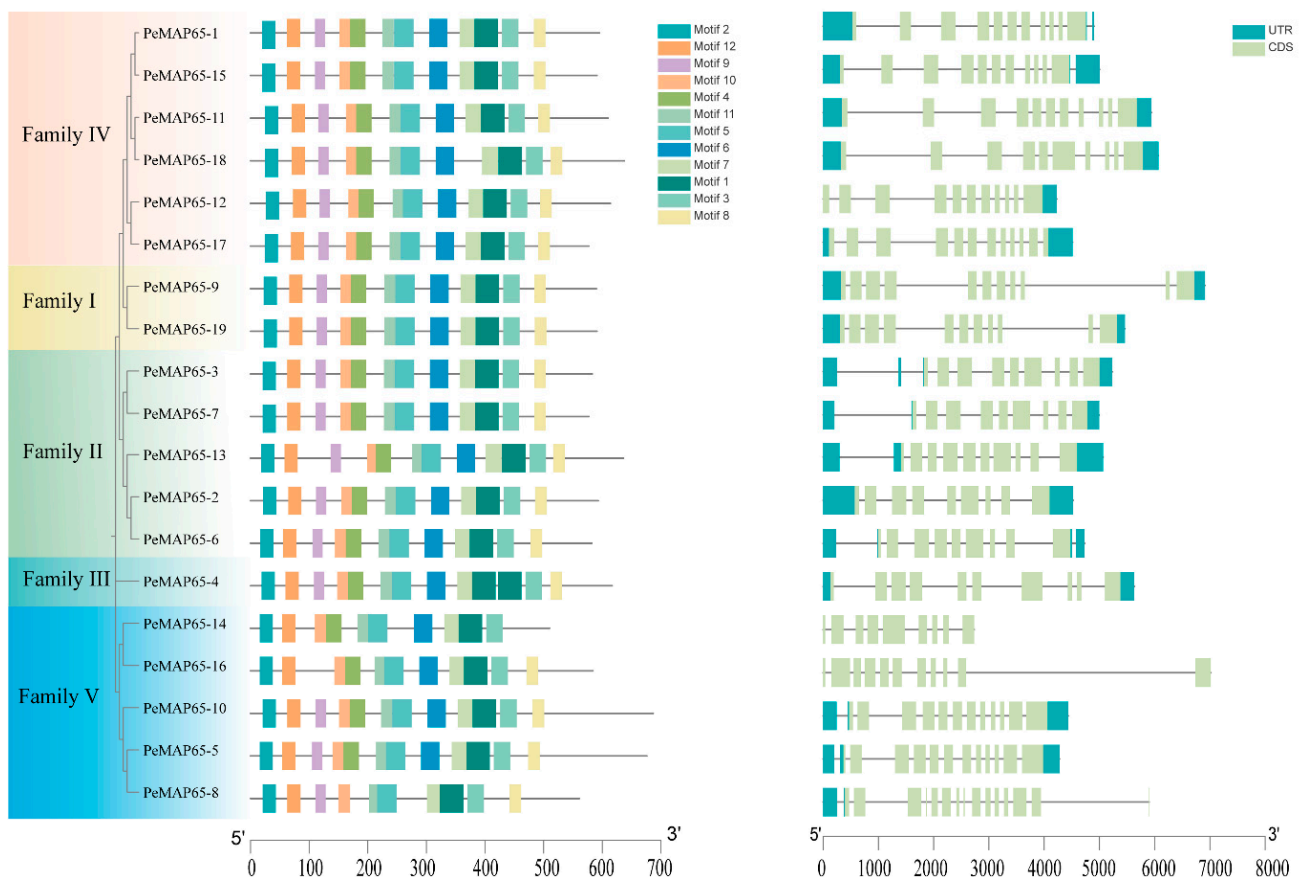 Family IV
Family I
Family II
Family III
Family V
PeMAP65-1
PeMAP65-15
PeMAP65-11
PeMAP65-18
PeMAP65-12
PeMAP65-17
PeMAP65-9
PeMAP65-19
PeMAP65-3
PeMAP65-7
PeMAP65-13
PeMAP65-2
PeMAP65-6
PeMAP65-4
PeMAP65-14
PeMAP65-16
PeMAP65-10
PeMAP65-5
PeMAP65-8
5' 3'
0 100 200 300 400 500 600 700
Motif 2
Motif 12
Motif 9
Motif 10
Motif 4
Motif 11
Motif 5
Motif 6
Motif 7
Motif 1
Motif 3
Motif 8
UTR
CDS
5' 3'
0 1000 2000 3000 4000 5000 6000 7000 8000